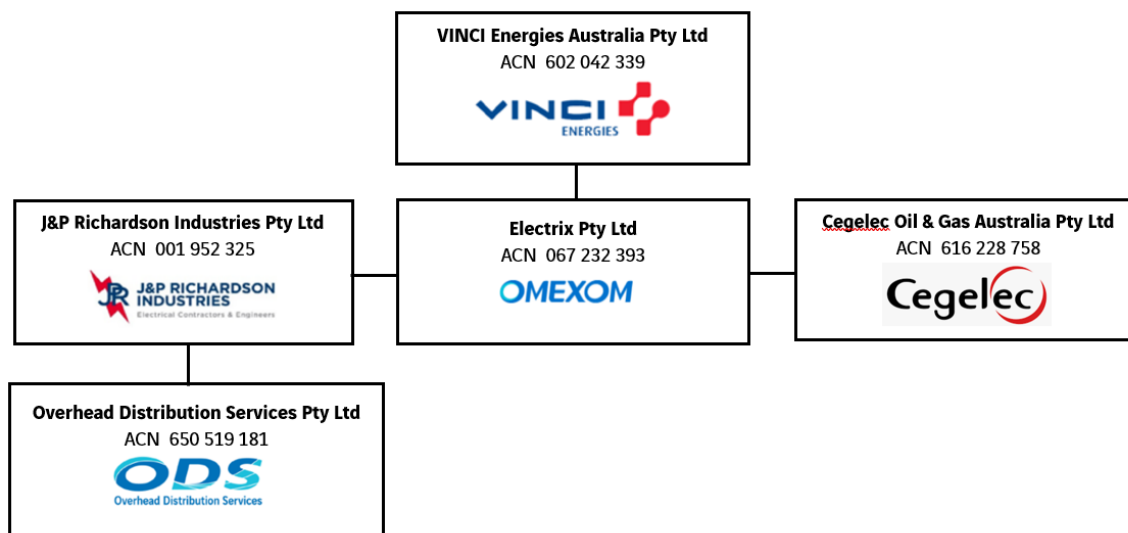 VINCI Energies Australia Pty Ltd
ACN 602 042 339
VINCI
ENERGIES
J&P Richardson Industries Pty Ltd
ACN 001 952 325
JPR
J&P RICHARDSON
INDUSTRIES
Electrical Contractors & Engineers
Electrix Pty Ltd
ACN 067 232 393
OMEXOM
Cegelec Oil & Gas Australia Pty Ltd
ACN 616 228 758
Cegelec
Overhead Distribution Services Pty Ltd
ACN 650 519 181
ODS
Overhead Distribution Services